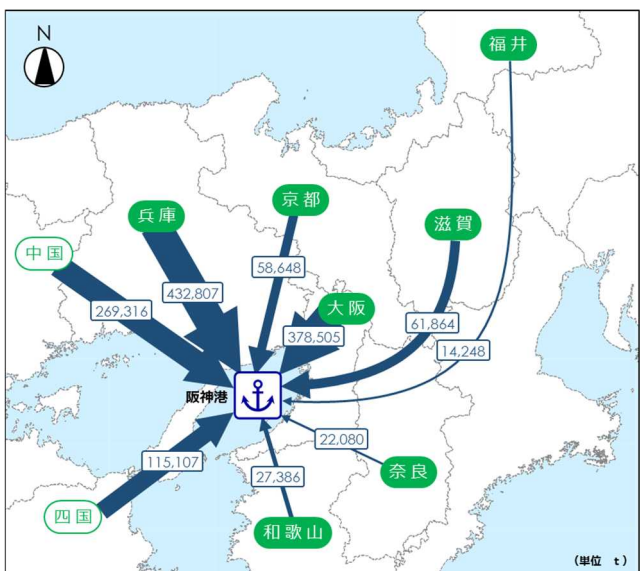 N
福井
京都
兵庫
滋賀
中国
58,648
432,807
269,316
大阪
378,505
61,864
14,248
阪神港
22,080
115,107
奈良
27,386
四国
和歌山
(単位 t)